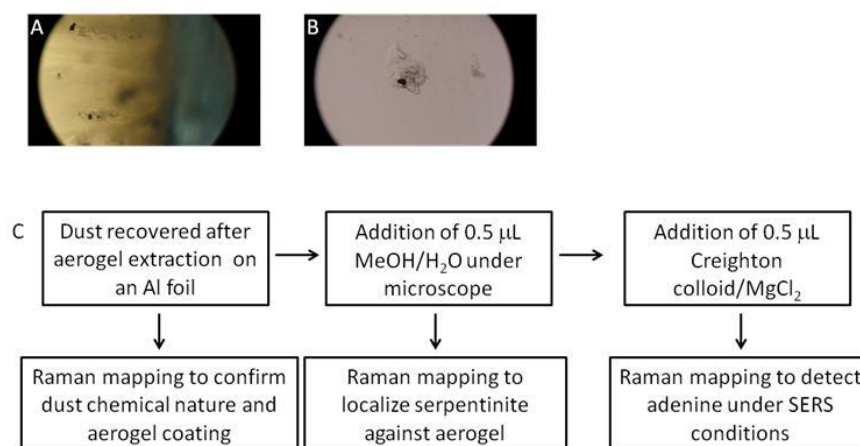 A
B
C
Dust recovered after
aerogel extraction on
an Al foil
Addition of 0.5 µL
MeOH/H₂O under
microscope
Addition of 0.5 µL
Creighton
colloid/MgCl₂
Raman mapping to confirm
dust chemical nature and
aerogel coating
Raman mapping to
localize serpentinite
against aerogel
Raman mapping to detect
adenine under SERS
conditions